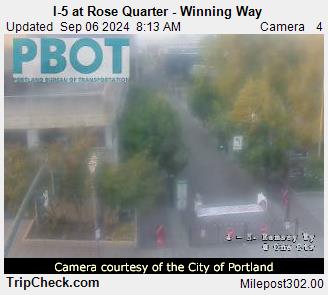 I-5 at Rose Quarter - Winning Way
Updated Sep 06 2024 8:13 AM Camera 4
PBOT
PORTLAND BUREAU OF TRANSPORTATION
Camera courtesy of the City of Portland
TripCheck.com Milepost302.00